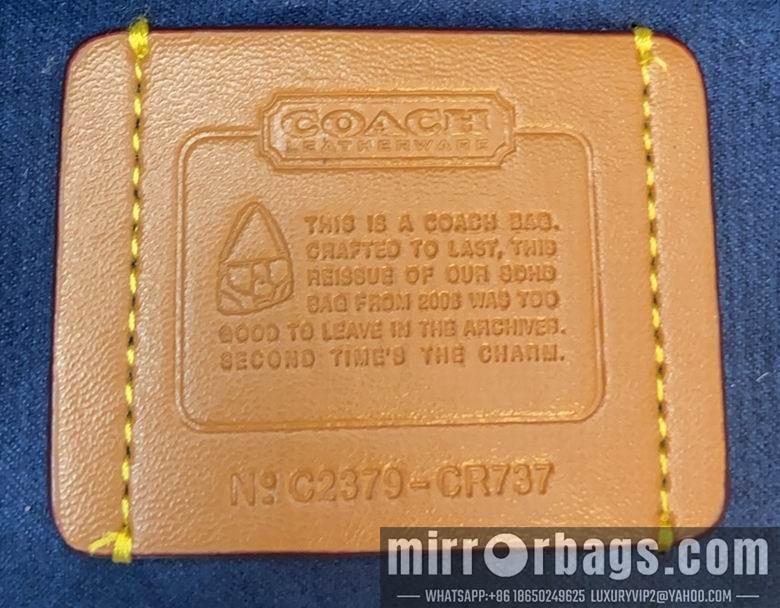 COACH
LEATHERWARE
THIS IS A COACH BAG.
CRAFTED TO LAST, THIS
REISSUE OF OUR SOHO
BAG FROM 2006 WAS TOO
GOOD TO LEAVE IN THE ARCHIVES.
SECOND TIME'S THE CHARM.
Nº C2379-CR737
mirrorbags.com
WHATSAPP:+86 18650249625 LUXURYVIP2@YAHOO.COM